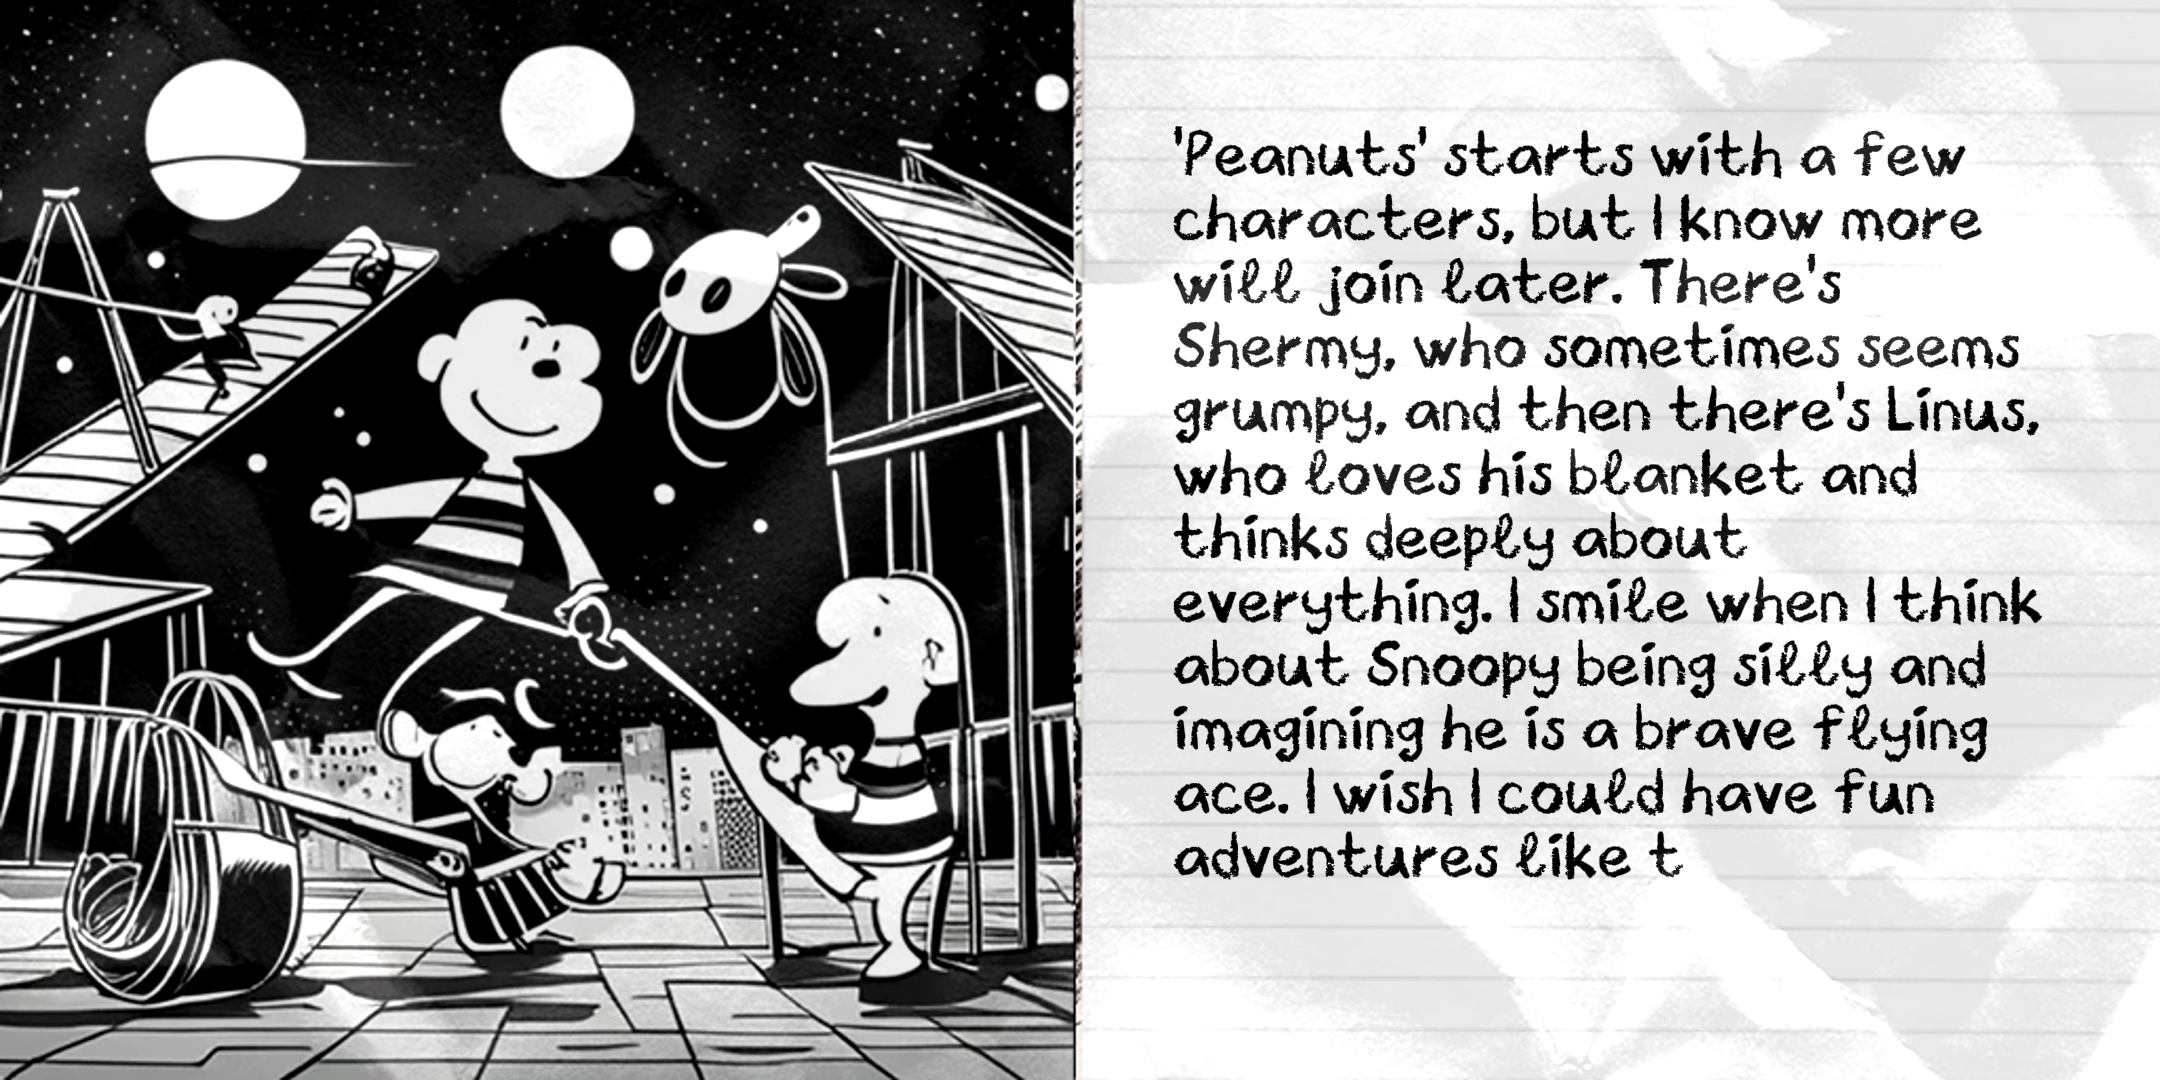 'Peanuts' starts with a few
characters, but I know more
will join later. There's
Shermy, who sometimes seems
grumpy, and then there's Linus,
who loves his blanket and
thinks deeply about
everything. I smile when I think
about Snoopy being silly and
imagining he is a brave flying
ace. I wish I could have fun
adventures like t